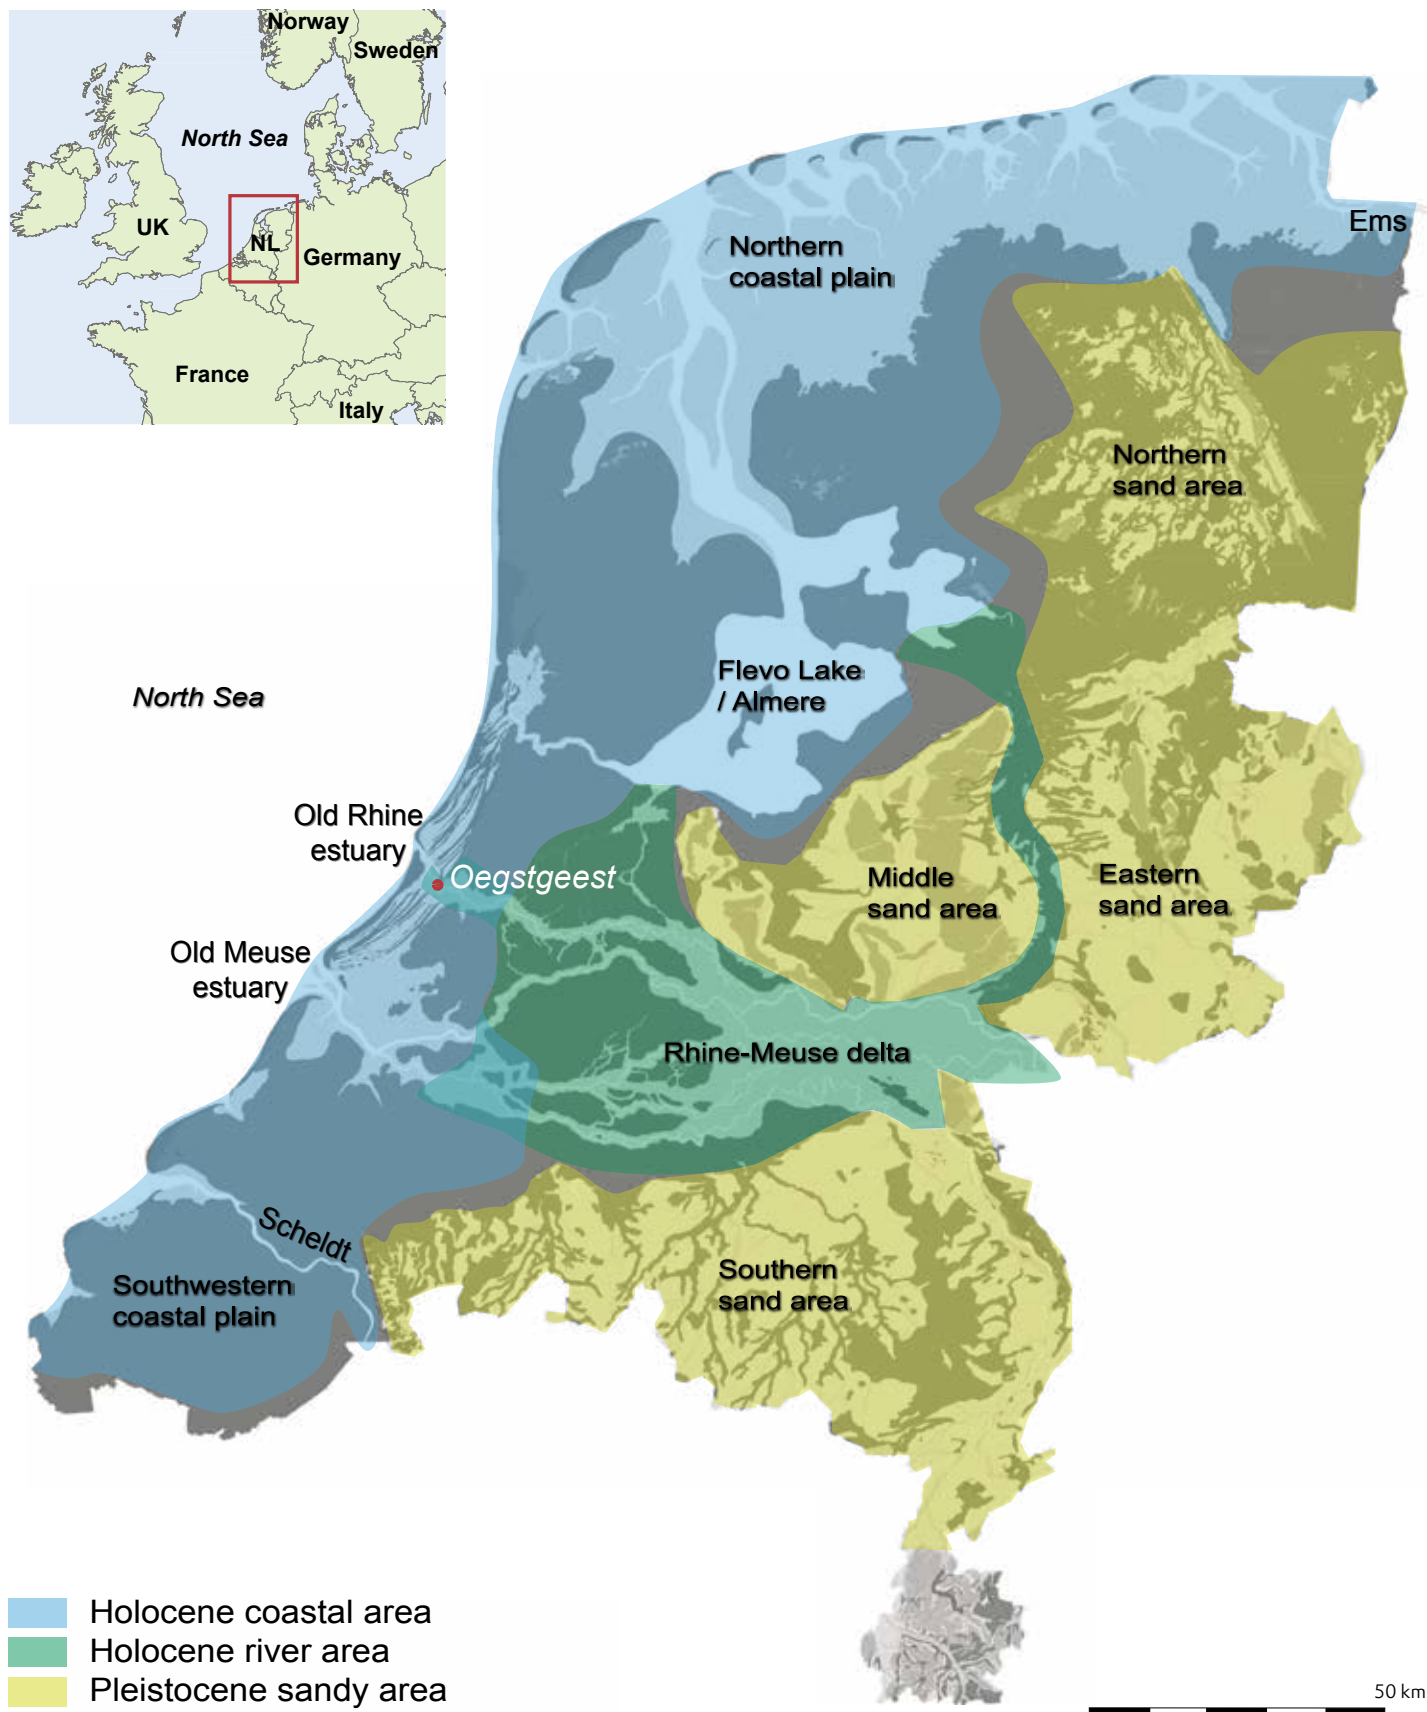 Norway
Sweden
North Sea
UK
NL
Germany
France
Italy
Ems
Northern
coastal plain
Northern
sand area
North Sea
Flevo Lake
/ Almere
Old Rhine
estuary
Oegstgeest
Middle
sand area
Eastern
sand area
Old Meuse
estuary
Rhine-Meuse delta
Scheldt
Southwestern
coastal plain
Southern
sand area
Holocene coastal area
Holocene river area
Pleistocene sandy area
50 km